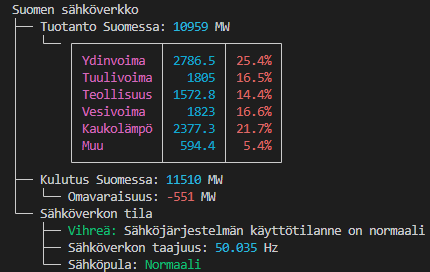 Suomen sähköverkko
Tuotanto Suomessa: 10959 MW
Ydinvoima 2786.5 25.4%
Tuulivoima 1805 16.5%
Teollisuus 1572.8 14.4%
Vesivoima 1823 16.6%
Kaukolämpö 2377.3 21.7%
Muu 594.4 5.4%
Kulutus Suomessa: 11510 MW
Omavaraisuus: -551 MW
Sähköverkon tila
Vihreä: Sähköjärjestelmän käyttötilanne on normaali
Sähköverkon taajuus: 50.035 Hz
Sähköpula: Normaali